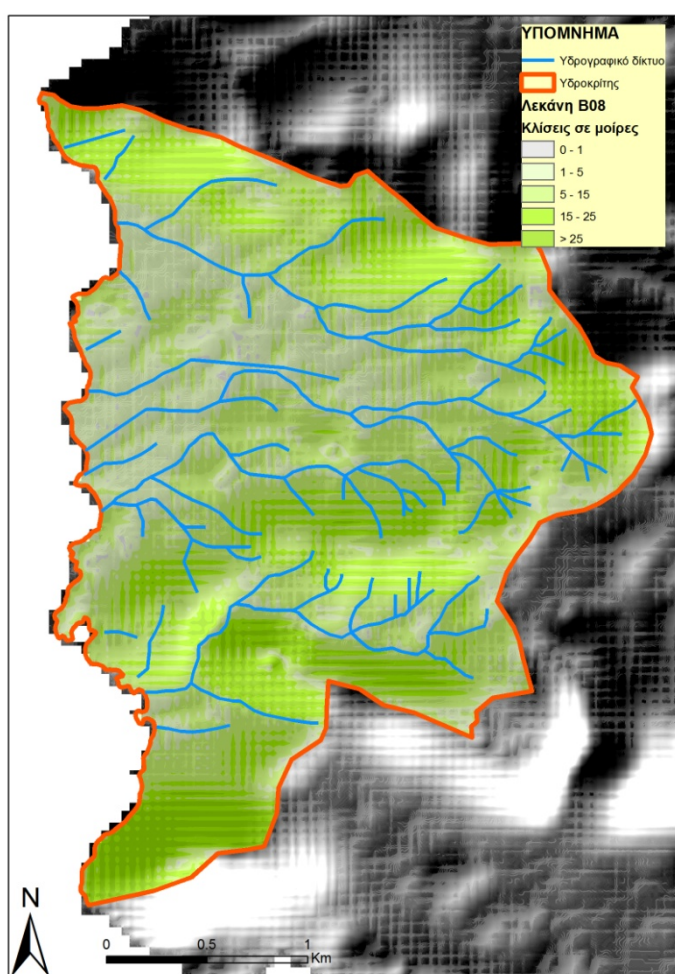 ΥΠΟΜΝΗΜΑ
Υδρογραφικό δίκτυο
Υδροκρίτης
Λεκάνη Β08
Κλίσεις σε μοίρες
0 - 1
1 - 5
5 - 15
15 - 25
> 25
N
0 0.5 1
Km